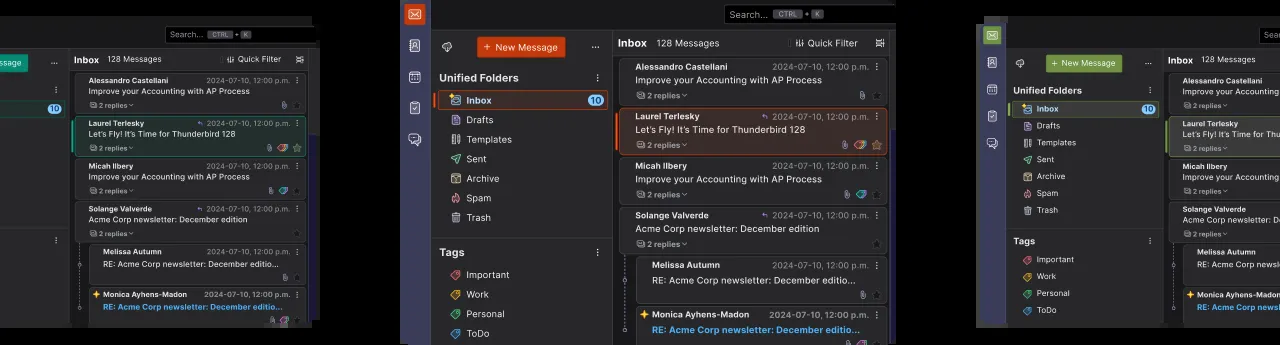 Search... CTRL + K
ssage
...
Inbox 128 Messages Quick Filter
10
Alessandro Castellani 2024-07-10, 12:00 p.m.
Improve your Accounting with AP Process
2 replies
Laurel Terlesky 2024-07-10, 12:00 p.m.
Let's Fly! It's Time for Thunderbird 128
2 replies
Micah Ilbery 2024-07-10, 12:00 p.m.
Improve your Accounting with AP Process
2 replies
Solange Valverde 2024-07-10, 12:00 p.m.
Acme Corp newsletter: December edition
2 replies
Melissa Autumn 2024-07-10, 12:00 p.m.
RE: Acme Corp newsletter: December editio...
Monica Ayhens-Madon 2024-07-10, 12:00 p.m.
RE: Acme Corp newsletter: December editio...
Search... CTRL + K
+ New Message ...
Unified Folders
Inbox 10
Drafts
Templates
Sent
Archive
Spam
Trash
Tags
Important
Work
Personal
ToDo
Inbox 128 Messages Quick Filter
Alessandro Castellani 2024-07-10, 12:00 p.m.
Improve your Accounting with AP Process
2 replies
Laurel Terlesky 2024-07-10, 12:00 p.m.
Let's Fly! It's Time for Thunderbird 128
2 replies
Micah Ilbery 2024-07-10, 12:00 p.m.
Improve your Accounting with AP Process
2 replies
Solange Valverde 2024-07-10, 12:00 p.m.
Acme Corp newsletter: December edition
2 replies
Melissa Autumn 2024-07-10, 12:00 p.m.
RE: Acme Corp newsletter: December editio...
Monica Ayhens-Madon 2024-07-10, 12:00 p.m.
RE: Acme Corp newsletter: December editio...
Sea
+ New Message ...
Unified Folders
Inbox 10
Drafts
Templates
Sent
Archive
Spam
Trash
Tags
Important
Work
Personal
ToDo
Inbox 128 Messages
Alessandro Castellani
Improve your Accounting
2 replies
Laurel Terlesky
Let's Fly! It's Time for Thu
2 replies
Micah Ilbery
Improve your Accounting
2 replies
Solange Valverde
Acme Corp newsletter: De
2 replies
Melissa Autumn
RE: Acme Corp newsl
Monica Ayhens-Mado
RE: Acme Corp newsl